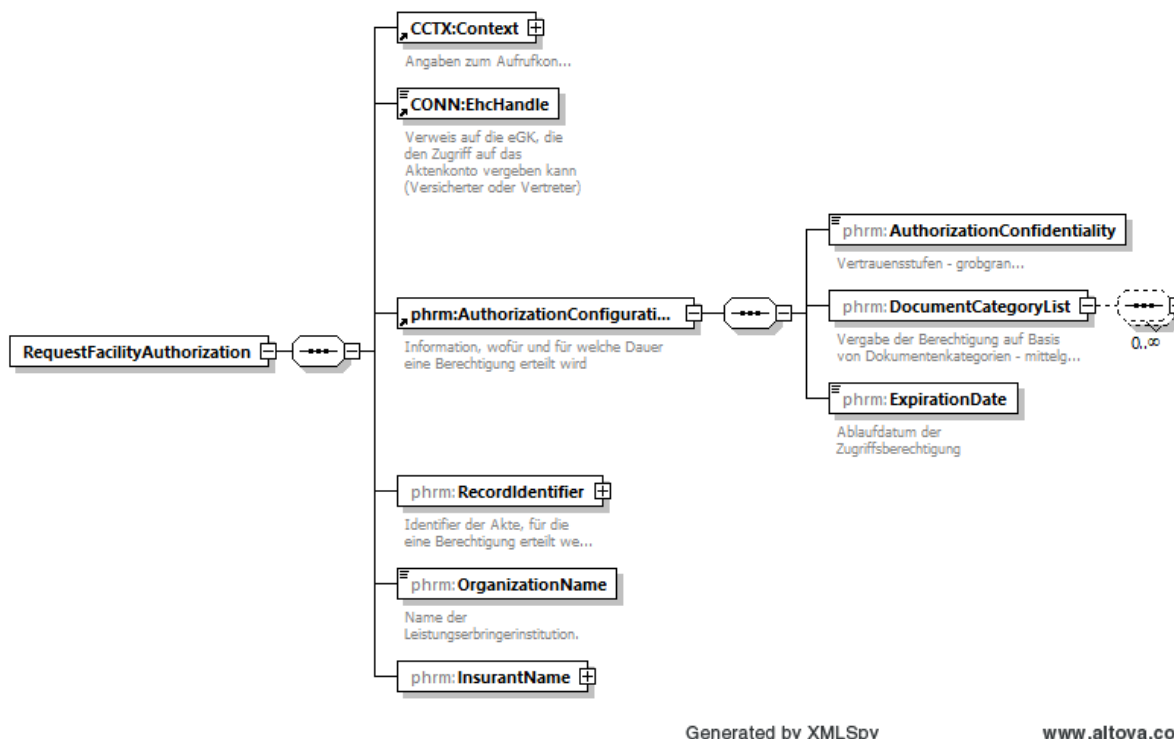 CCTX:Context
Angaben zum Aufrufkon...
CONN:EhcHandle
Verweis auf die eGK, die
den Zugriff auf das
Aktenkonto vergeben kann
(Versicherter oder Vertreter)
RequestFacilityAuthorization
phrm:AuthorizationConfigurati...
Information, wofür und für welche Dauer
eine Berechtigung erteilt wird
phrm:AuthorizationConfidentiality
Vertrauensstufen - grobgran...
phrm:DocumentCategoryList
Vergabe der Berechtigung auf Basis
von Dokumentenkategorien - mittelg...
0..∞
phrm:ExpirationDate
Ablaufdatum der
Zugriffsberechtigung
phrm:RecordIdentifier
Identifier der Akte, für die
eine Berechtigung erteilt we...
phrm:OrganizationName
Name der
Leistungserbringerinstitution.
phrm:InsurantName
Generated by XMLSpy
www.altova.co